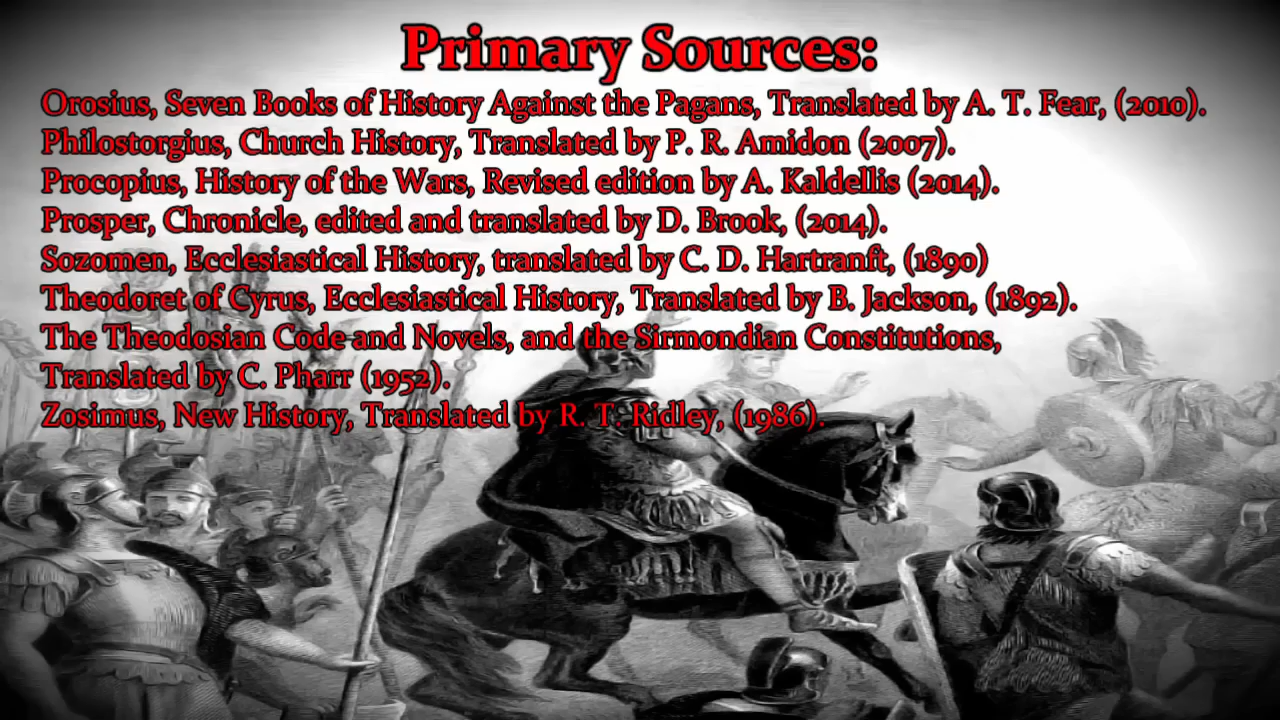 Primary Sources:
Orosius, Seven Books of History Against the Pagans, Translated by A. T. Fear, (2010).
Philostorgius, Church History, Translated by P. R. Amidon (2007).
Procopius, History of the Wars, Revised edition by A. Kaldellis (2014).
Prosper, Chronicle, edited and translated by D. Brook, (2014).
Sozomen, Ecclesiastical History, translated by C. D. Hartranft, (1890)
Theodoret of Cyrus, Ecclesiastical History, Translated by B. Jackson, (1892).
The Theodosian Code and Novels, and the Sirmondian Constitutions,
Translated by C. Pharr (1952).
Zosimus, New History, Translated by R. T. Ridley, (1986).